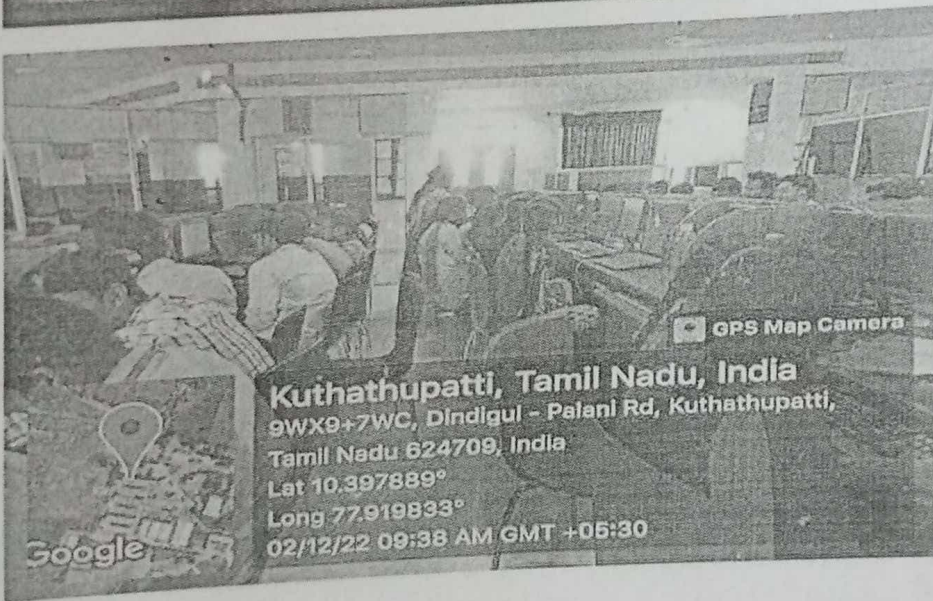 GPS Map Camera
Kuthathupatti, Tamil Nadu, India
9WX9+7WC, Dindigul - Palani Rd, Kuthathupatti,
Tamil Nadu 624709, India
Lat 10.397889°
Long 77.919833°
02/12/22 09:38 AM GMT +05:30
Google